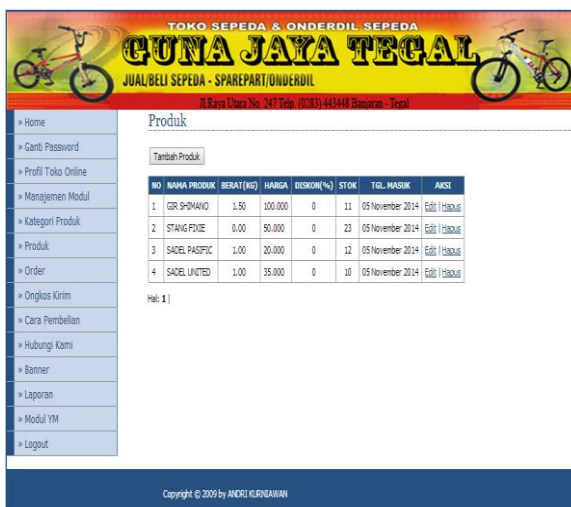 TOKO SEPEDA & ONDERDIL SEPEDA
GUNA JAYA TEGAL
JUAL/BELI SEPEDA - SPAREPART/ONDERDIL
Jl.Raya Utara No. 247 Telp. (0283) 443448 Banjaran - Tegal
» Home
» Ganti Password
» Profil Toko Online
» Manajemen Modul
» Kategori Produk
» Produk
» Order
» Ongkos Kirim
» Cara Pembelian
» Hubungi Kami
» Banner
» Laporan
» Modul YM
» Logout
Produk
Tambah Produk
NO NAMA PRODUK BERAT(KG) HARGA DISKON(%) STOK TGL. MASUK AKSI
1 GIR SHIMANO 1.50 100.000 0 11 05 November 2014 Edit | Hapus
2 STANG FIXIE 0.00 50.000 0 23 05 November 2014 Edit | Hapus
3 SADEL PASIFIC 1.00 20.000 0 12 05 November 2014 Edit | Hapus
4 SADEL UNITED 1.00 35.000 0 10 05 November 2014 Edit | Hapus
Hal: 1 |
Copyright © 2009 by ANDRI KURNIAWAN